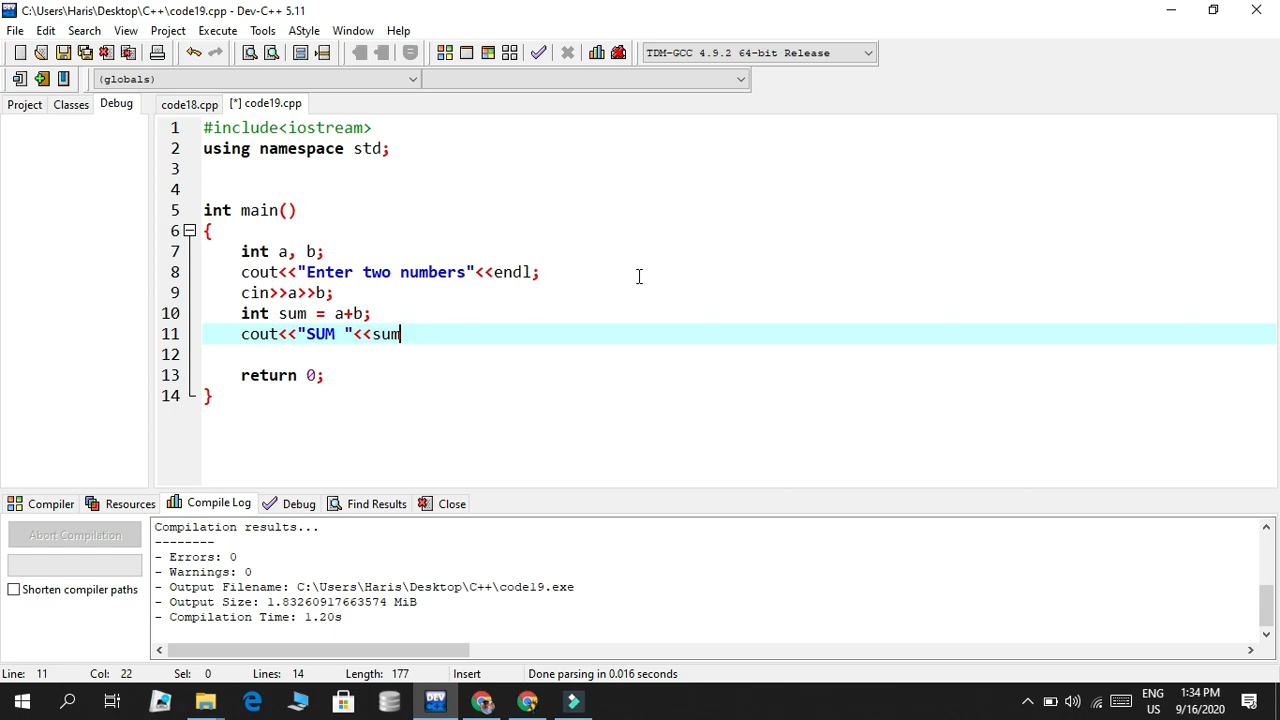 C:\Users\Haris\Desktop\C++\code19.cpp - Dev-C++ 5.11
File Edit Search View Project Execute Tools AStyle Window Help
TDM-GCC 4.9.2 64-bit Release
(globals)
Project Classes Debug code18.cpp [*] code19.cpp
1 #include<iostream>
2 using namespace std;
3
4
5 int main()
6 {
7 int a, b;
8 cout<<"Enter two numbers"<<endl;
9 cin>>a>>b;
10 int sum = a+b;
11 cout<<"SUM "<<sum
12
13 return 0;
14 }
Compiler Resources Compile Log Debug Find Results Close
Abort Compilation
Shorten compiler paths
Compilation results...
--------
- Errors: 0
- Warnings: 0
- Output Filename: C:\Users\Haris\Desktop\C++\code19.exe
- Output Size: 1.83260917663574 MiB
- Compilation Time: 1.20s
Line: 11 Col: 22 Sel: 0 Lines: 14 Length: 177 Insert Done parsing in 0.016 seconds
DEV
ENG
US
1:34 PM
9/16/2020